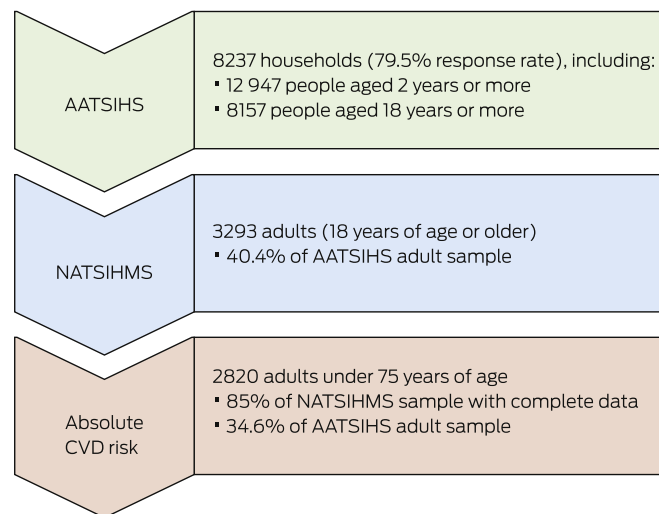 AATSIHS
8237 households (79.5% response rate), including:
▪ 12 947 people aged 2 years or more
▪ 8157 people aged 18 years or more
NATSIHMS
3293 adults (18 years of age or older)
▪ 40.4% of AATSIHS adult sample
Absolute
CVD risk
2820 adults under 75 years of age
▪ 85% of NATSIHMS sample with complete data
▪ 34.6% of AATSIHS adult sample